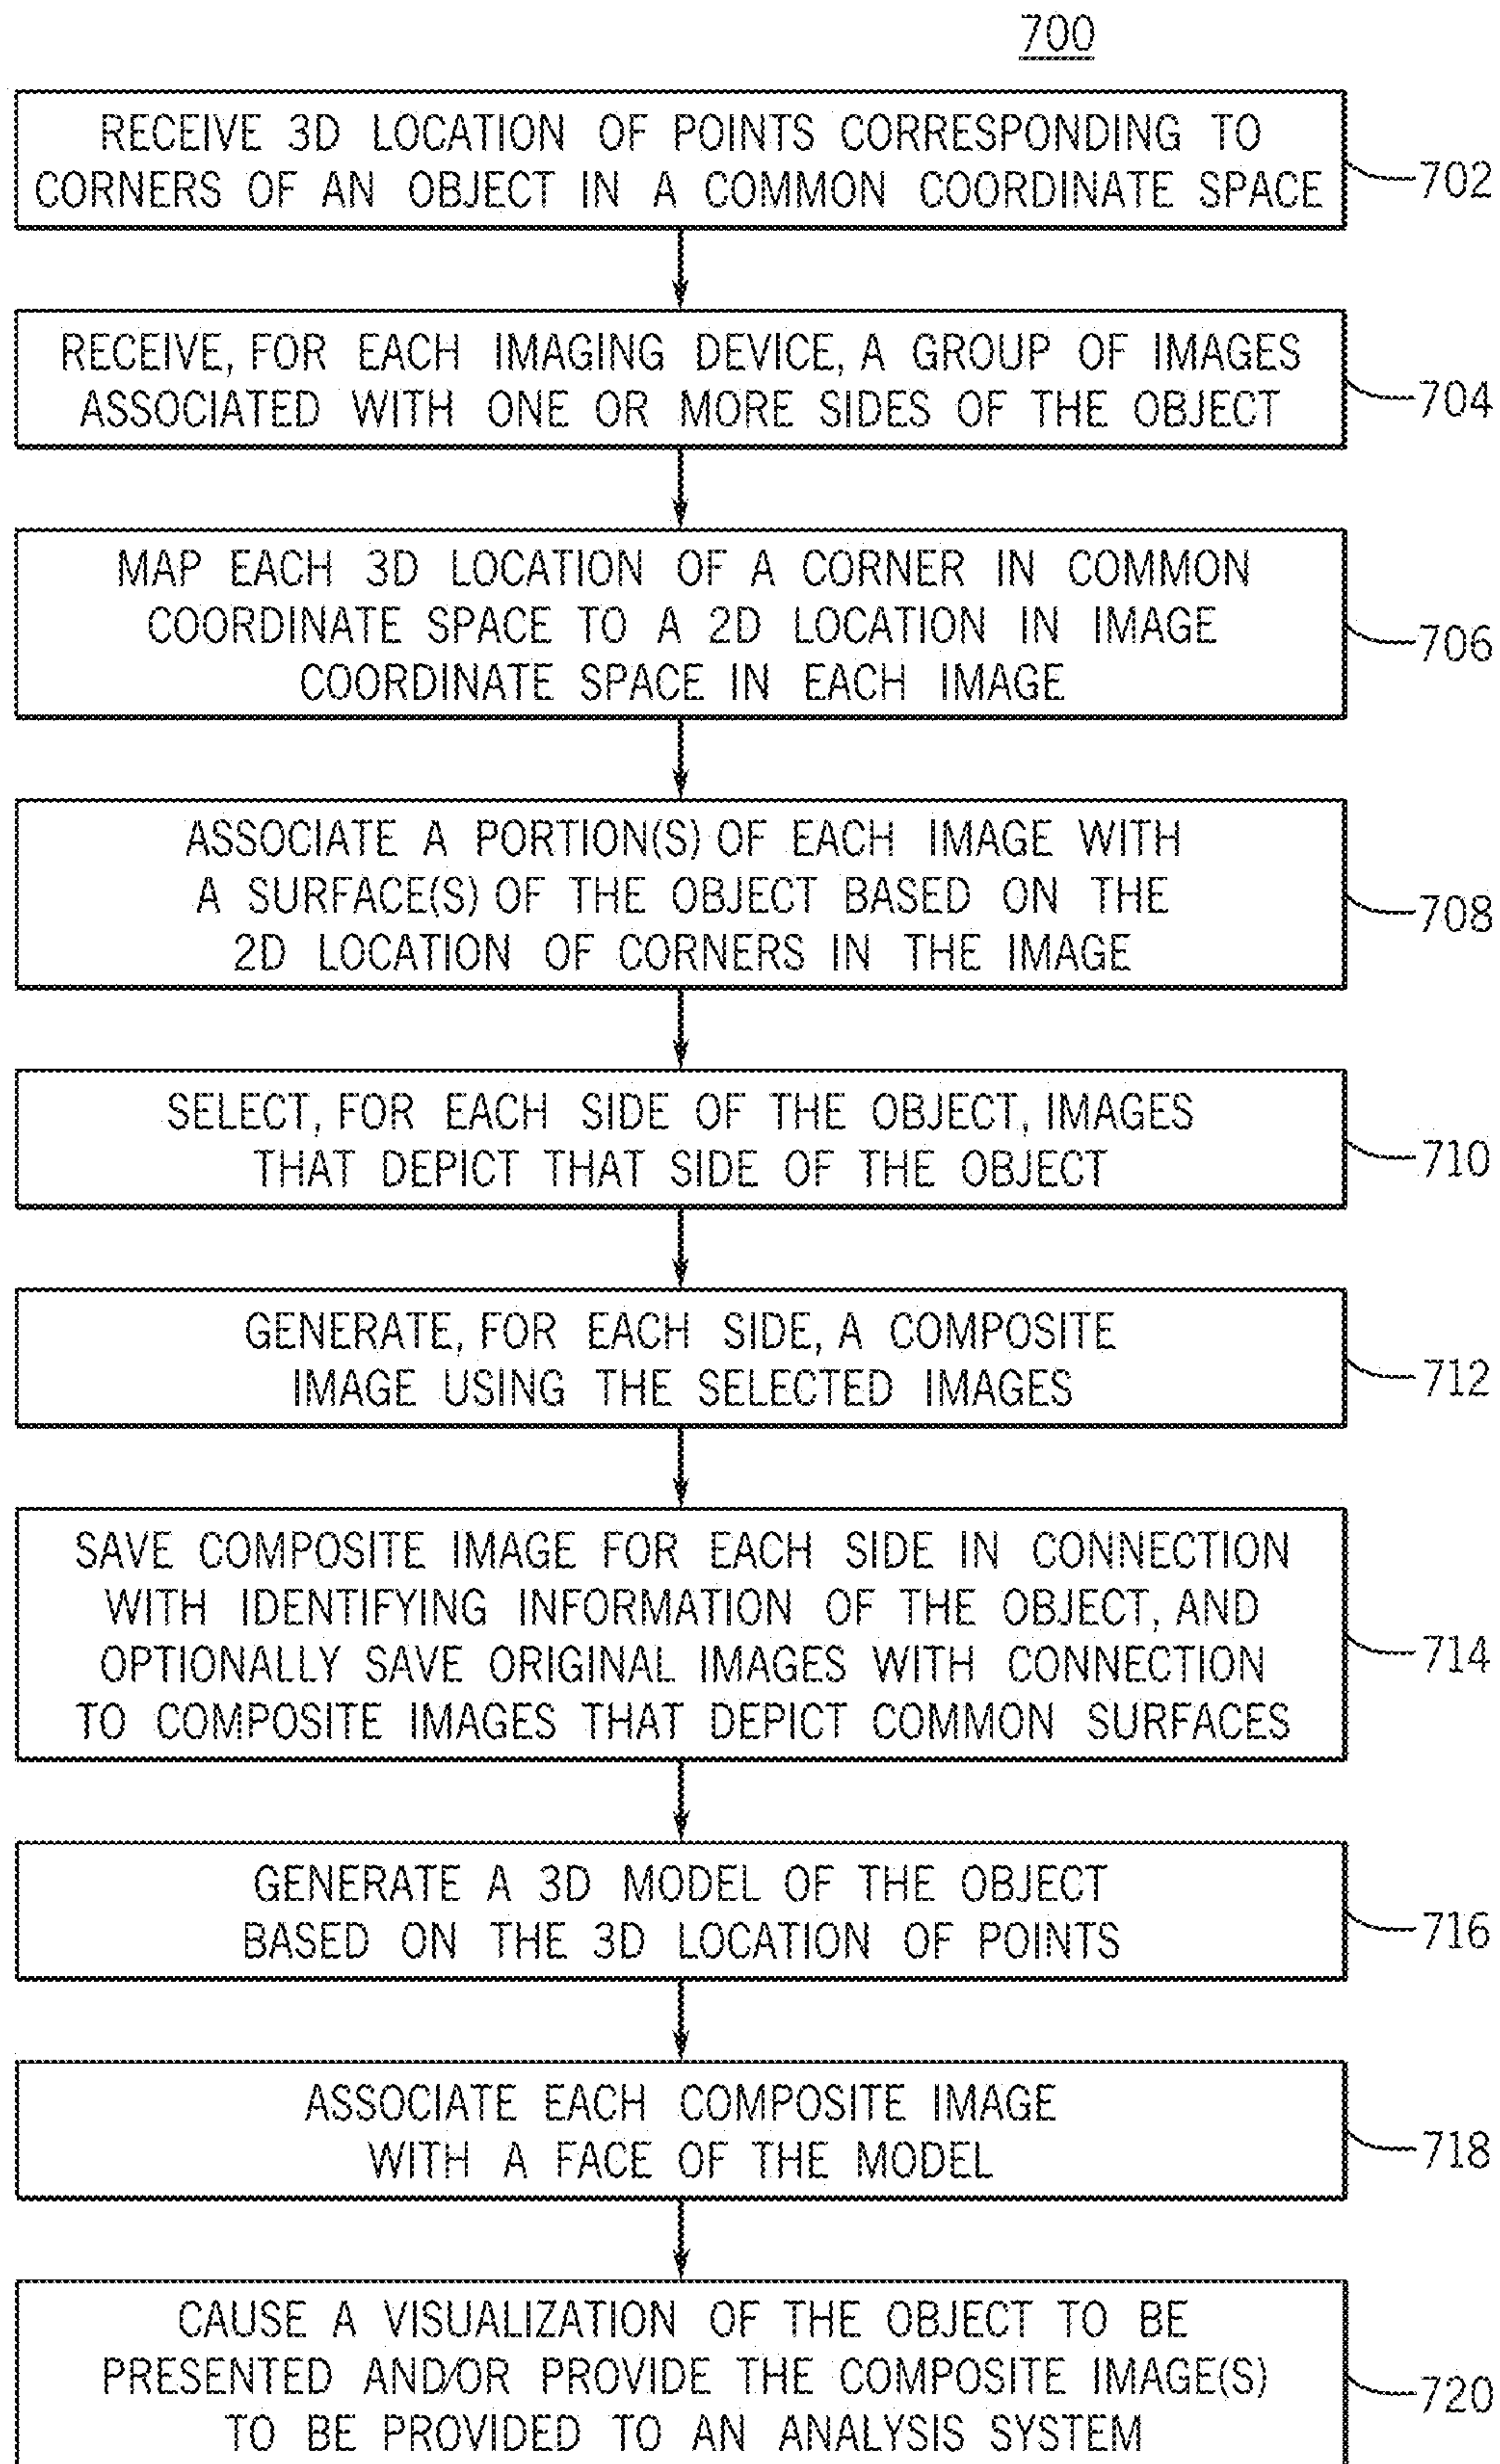 700
RECEIVE 3D LOCATION OF POINTS CORRESPONDING TO
CORNERS OF AN OBJECT IN A COMMON COORDINATE SPACE
702
RECEIVE, FOR EACH IMAGING DEVICE, A GROUP OF IMAGES
ASSOCIATED WITH ONE OR MORE SIDES OF THE OBJECT
704
MAP EACH 3D LOCATION OF A CORNER IN COMMON
COORDINATE SPACE TO A 2D LOCATION IN IMAGE
COORDINATE SPACE IN EACH IMAGE
706
ASSOCIATE A PORTION(S) OF EACH IMAGE WITH
A SURFACE(S) OF THE OBJECT BASED ON THE
2D LOCATION OF CORNERS IN THE IMAGE
708
SELECT, FOR EACH SIDE OF THE OBJECT, IMAGES
THAT DEPICT THAT SIDE OF THE OBJECT
710
GENERATE, FOR EACH SIDE, A COMPOSITE
IMAGE USING THE SELECTED IMAGES
712
SAVE COMPOSITE IMAGE FOR EACH SIDE IN CONNECTION
WITH IDENTIFYING INFORMATION OF THE OBJECT, AND
OPTIONALLY SAVE ORIGINAL IMAGES WITH CONNECTION
TO COMPOSITE IMAGES THAT DEPICT COMMON SURFACES
714
GENERATE A 3D MODEL OF THE OBJECT
BASED ON THE 3D LOCATION OF POINTS
716
ASSOCIATE EACH COMPOSITE IMAGE
WITH A FACE OF THE MODEL
718
CAUSE A VISUALIZATION OF THE OBJECT TO BE
PRESENTED AND/OR PROVIDE THE COMPOSITE IMAGE(S)
TO BE PROVIDED TO AN ANALYSIS SYSTEM
720